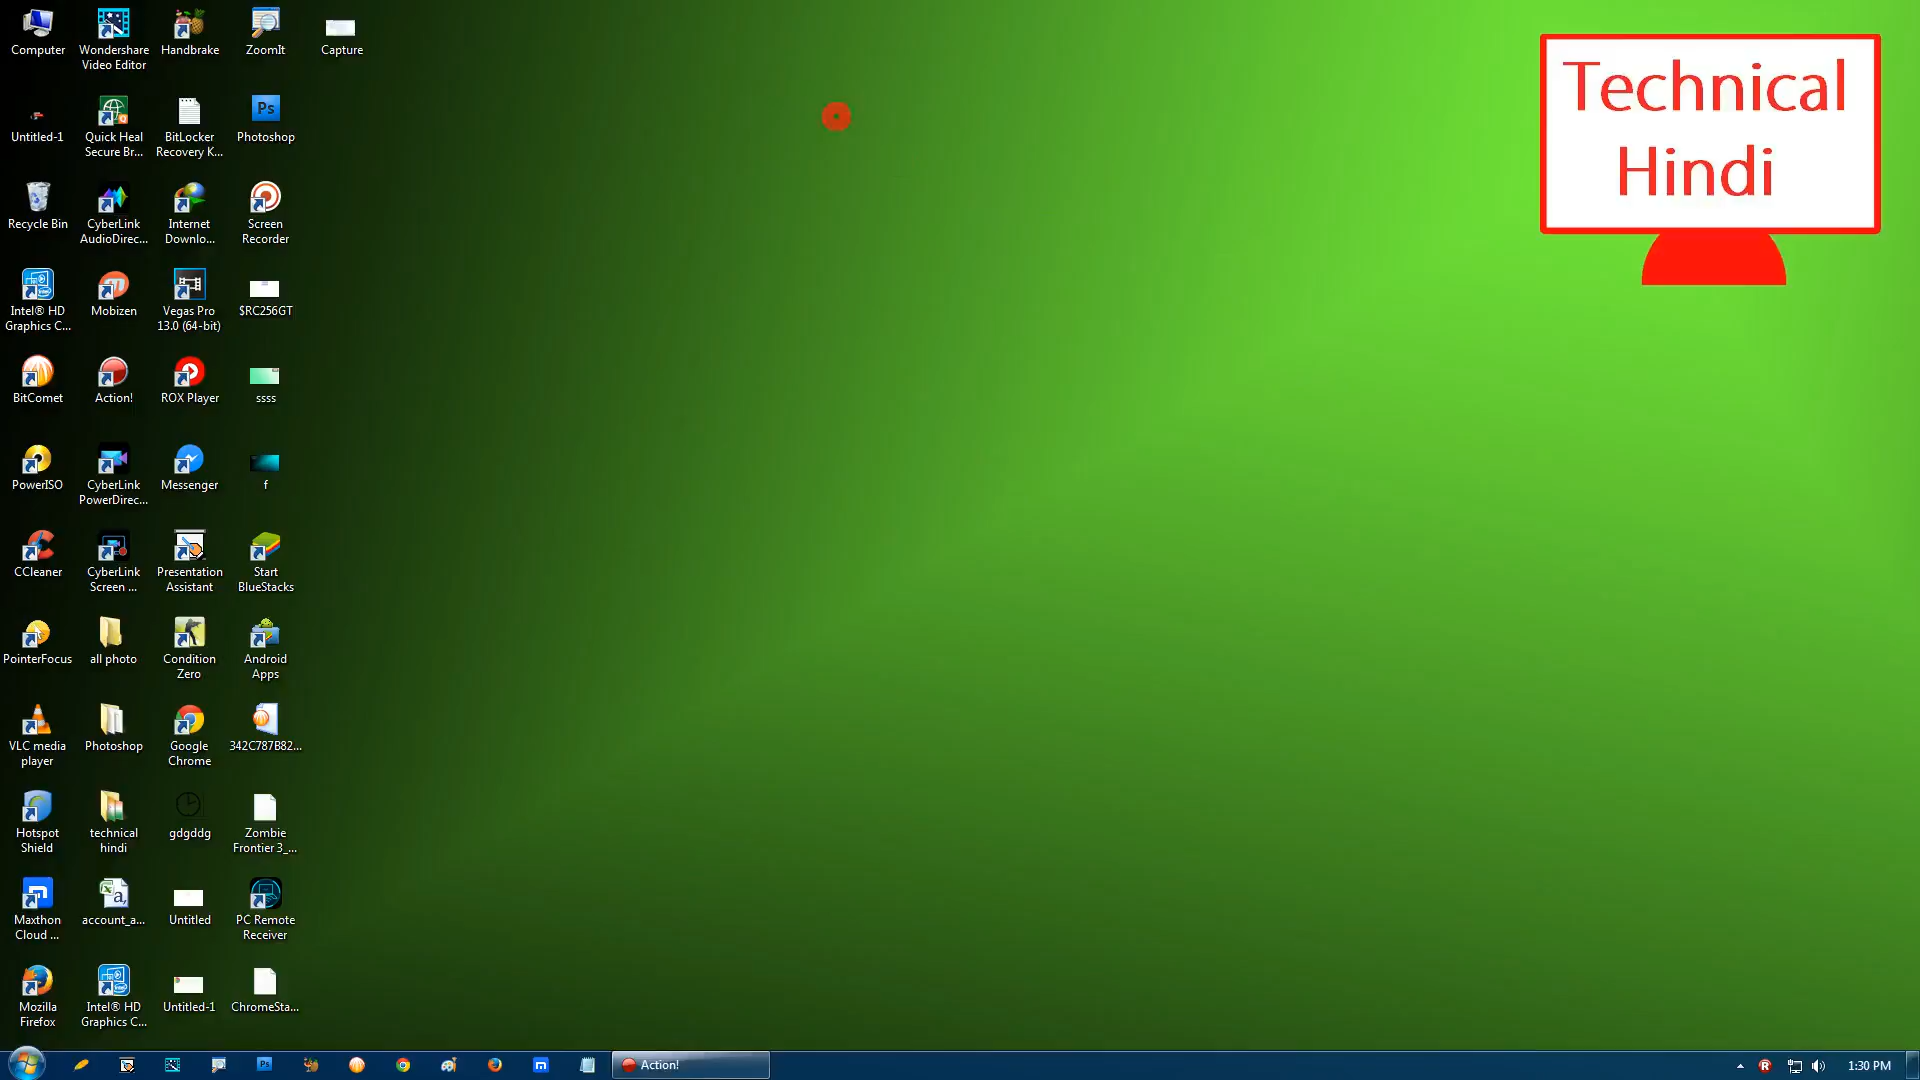 Computer
Wondershare
Video Editor
Handbrake
ZoomIt
Capture
Technical
Hindi
Untitled-1
Quick Heal
Secure Br...
BitLocker
Recovery K...
Ps
Photoshop
Recycle Bin
CyberLink
AudioDirec...
Internet
Downlo...
Screen
Recorder
Intel® HD
Graphics C...
Mobizen
Vegas Pro
13.0 (64-bit)
$RC256GT
BitComet
Action!
ROX Player
ssss
PowerISO
CyberLink
PowerDirec...
Messenger
f
CCleaner
CyberLink
Screen ...
Presentation
Assistant
Start
BlueStacks
PointerFocus
all photo
Condition
Zero
Android
Apps
VLC media
player
Photoshop
Google
Chrome
342C787B82...
Hotspot
Shield
technical
hindi
gdgddg
Zombie
Frontier 3_...
Maxthon
Cloud ...
account_a...
Untitled
PC Remote
Receiver
Mozilla
Firefox
Intel® HD
Graphics C...
Untitled-1
ChromeSta...
Ps
Action!
R
1:30 PM